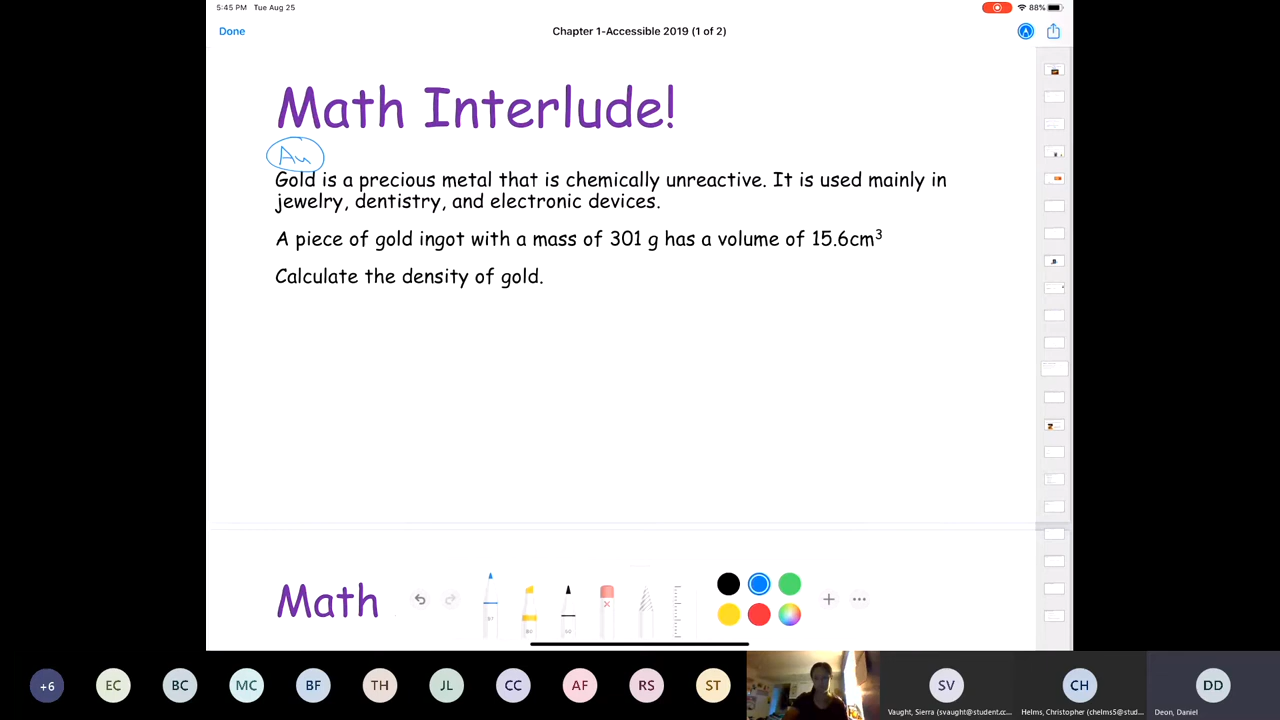 5:45 PM Tue Aug 25
88%
Done
Chapter 1-Accessible 2019 (1 of 2)
Math Interlude!
Au
Gold is a precious metal that is chemically unreactive. It is used mainly in
jewelry, dentistry, and electronic devices.
A piece of gold ingot with a mass of 301 g has a volume of 15.6cm³
Calculate the density of gold.
Math
+6
EC
BC
MC
BF
TH
JL
CC
AF
RS
ST
SV
CH
DD
Vaught, Sierra (svaught@student.cc...
Helms, Christopher (chelms5@stud...
Deon, Daniel